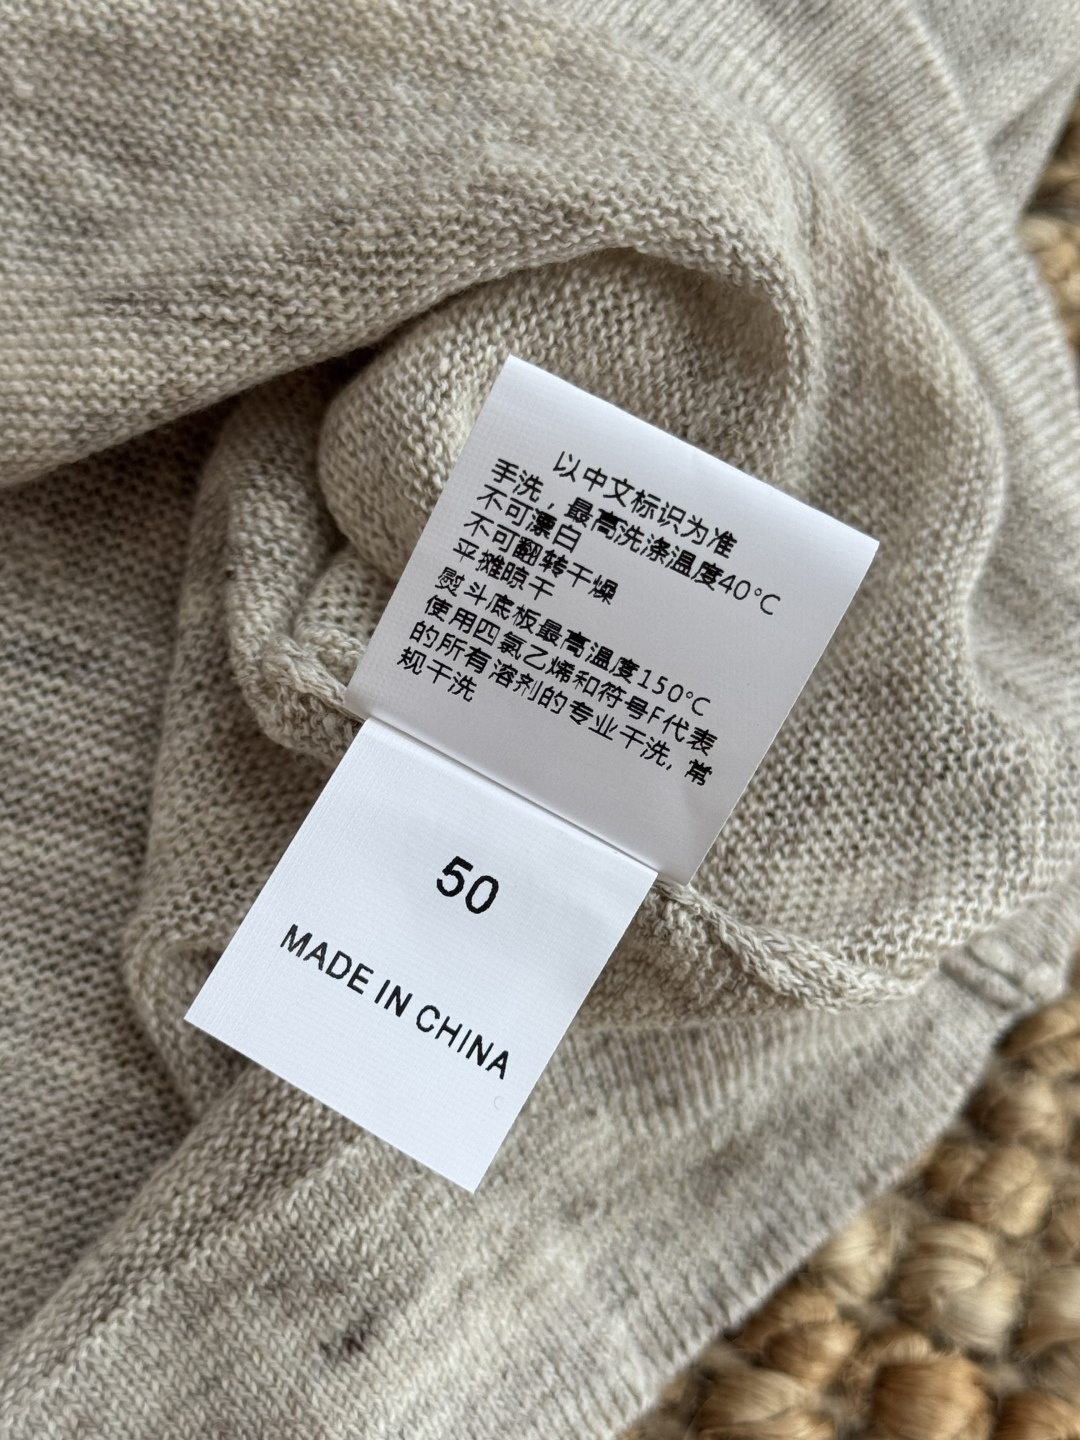 以中文标识为准
手洗，最高洗涤温度40°C
不可漂白
不可翻转干燥
平摊晾干
熨斗底板最高温度150°C
使用四氯乙烯和符号F代表
的所有溶剂的专业干洗, 常
规干洗
50
MADE IN CHINA